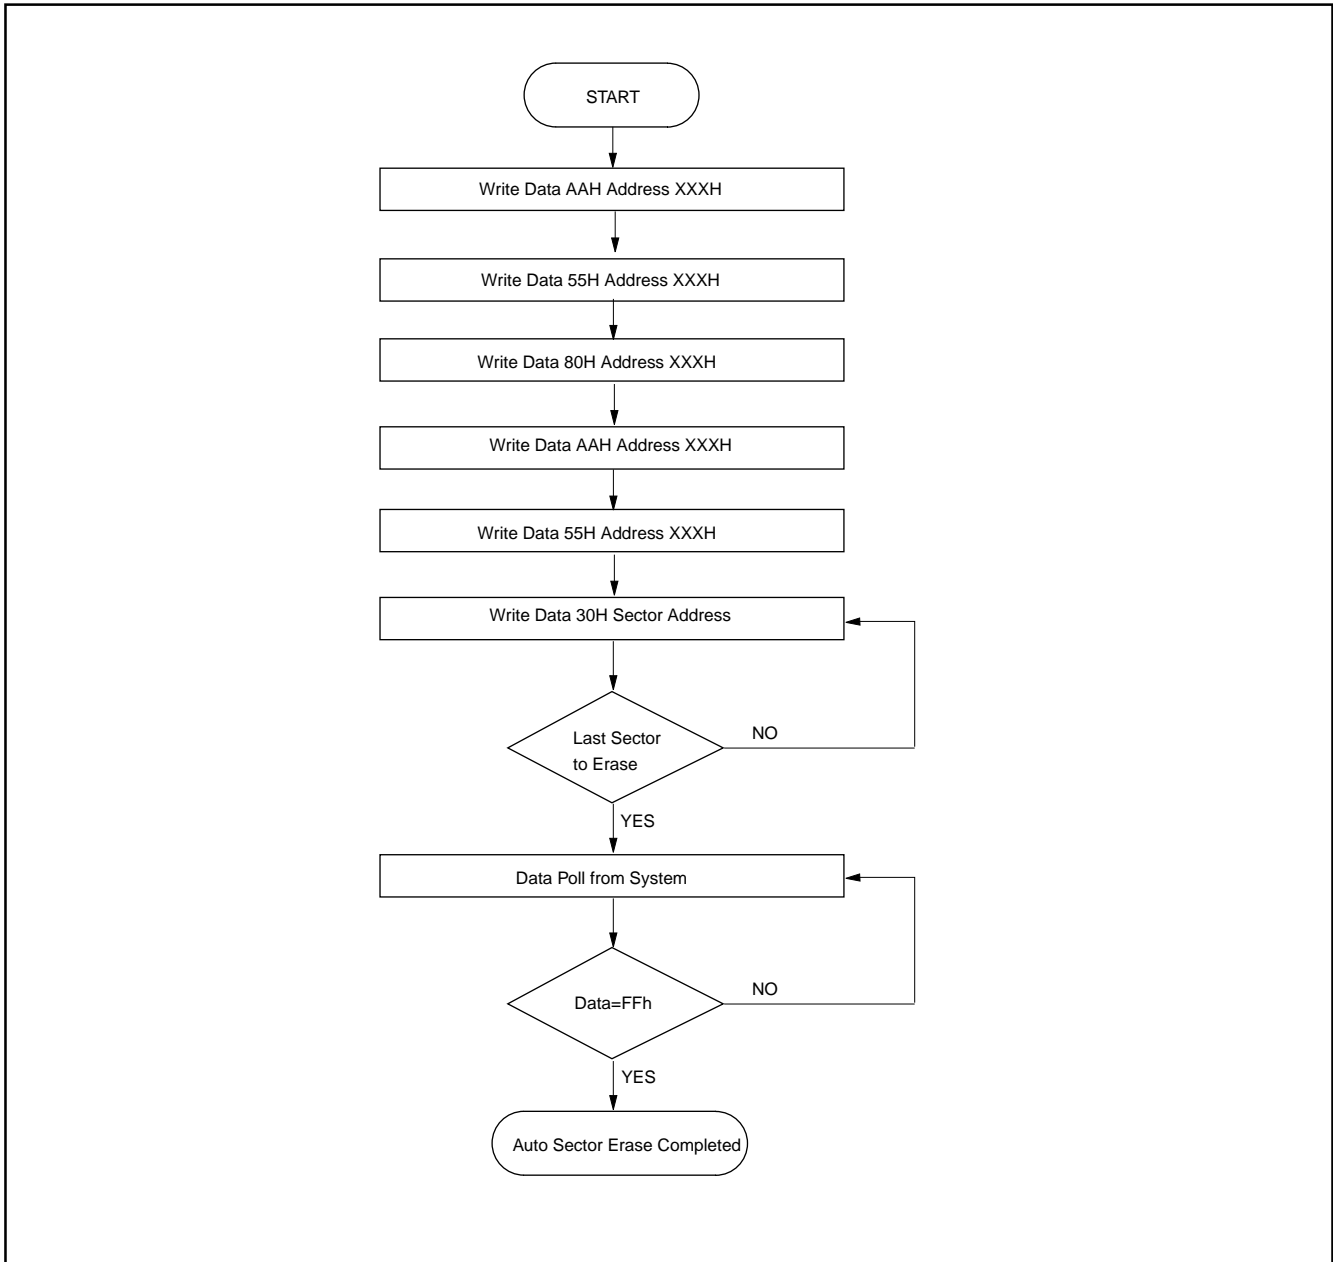 START
Write Data AAH Address XXXH
Write Data 55H Address XXXH
Write Data 80H Address XXXH
Write Data AAH Address XXXH
Write Data 55H Address XXXH
Write Data 30H Sector Address
Last Sector
to Erase
NO
YES
Data Poll from System
Data=FFh
NO
YES
Auto Sector Erase Completed